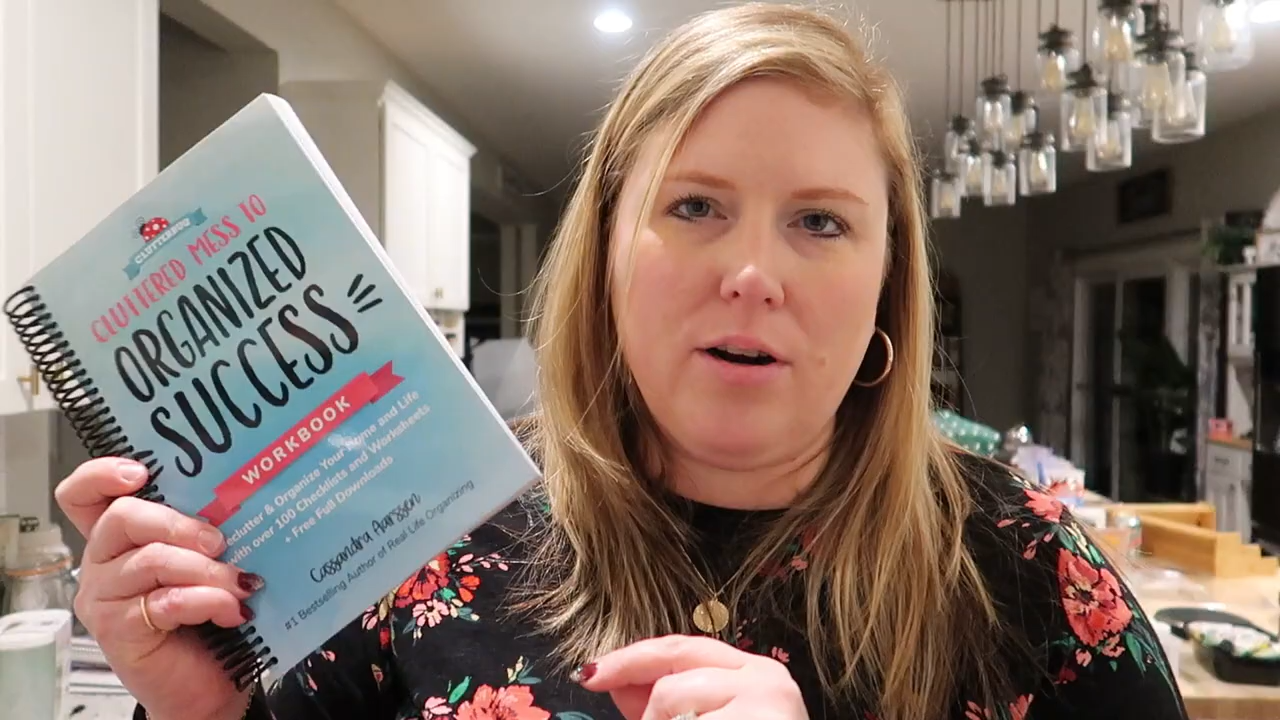 CLUTTERBUG
CLUTTERED MESS TO
ORGANIZED
SUCCESS
WORKBOOK
eclutter & Organize Your Home and Life
with over 100 Checklists and Worksheets
+ Free Full Downloads
Cassandra Aarssen
#1 Bestselling Author of Real Life Organizing